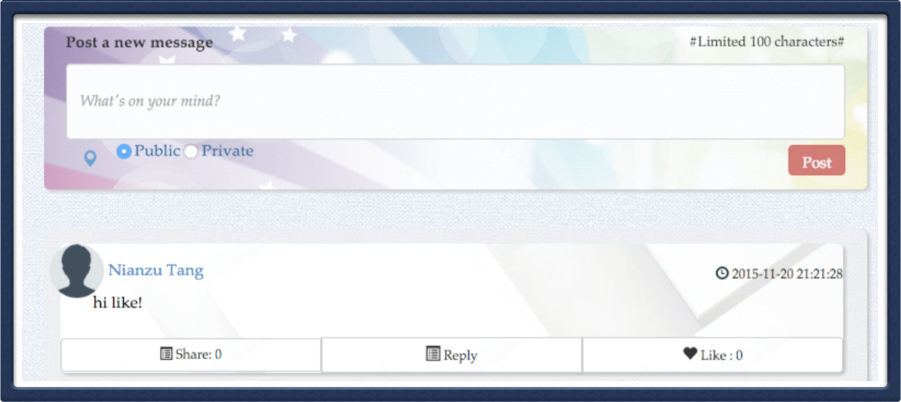 Post a new message #Limited 100 characters#
What's on your mind?
Public Private
Post
Nianzu Tang 2015-11-20 21:21:28
hi like!
Share: 0 Reply Like : 0